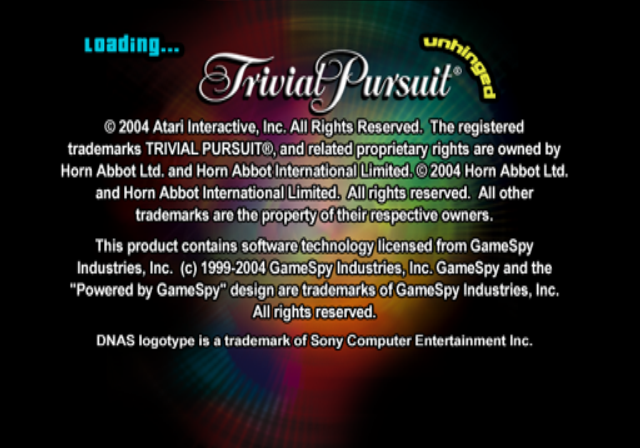 Loading...
Trivial Pursuit® unhinged
© 2004 Atari Interactive, Inc. All Rights Reserved. The registered
trademarks TRIVIAL PURSUIT®, and related proprietary rights are owned by
Horn Abbot Ltd. and Horn Abbot International Limited. © 2004 Horn Abbot Ltd.
and Horn Abbot International Limited. All rights reserved. All other
trademarks are the property of their respective owners.
This product contains software technology licensed from GameSpy
Industries, Inc. (c) 1999-2004 GameSpy Industries, Inc. GameSpy and the
"Powered by GameSpy" design are trademarks of GameSpy Industries, Inc.
All rights reserved.
DNAS logotype is a trademark of Sony Computer Entertainment Inc.